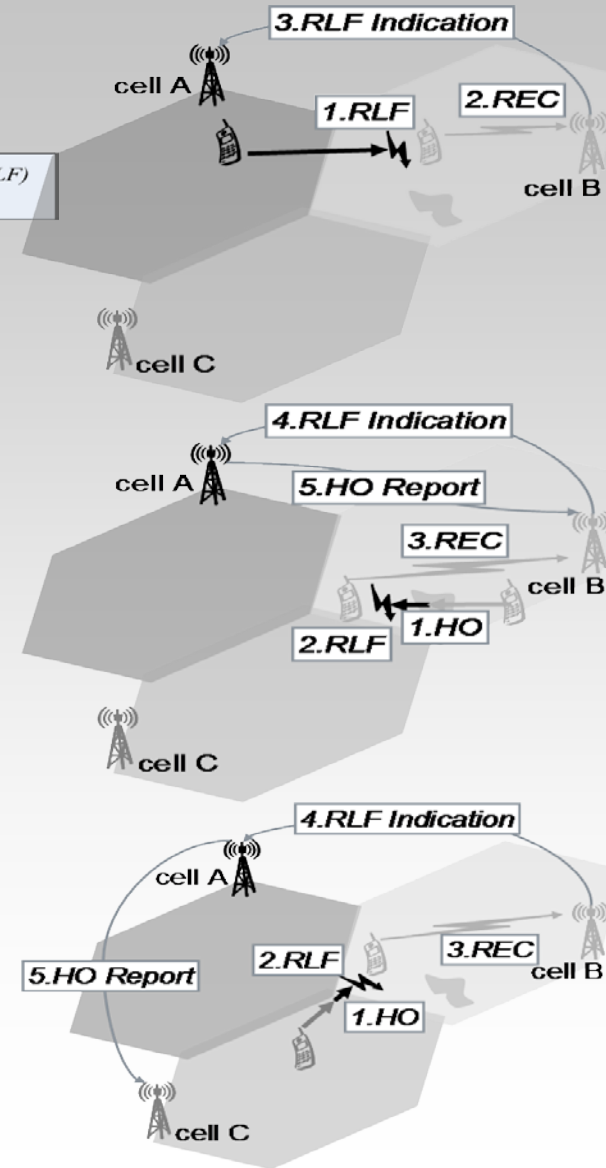 3.RLF Indication
cell A
1.RLF
2.REC
LF)
cell B
cell C
4.RLF Indication
cell A
5.HO Report
3.REC
cell B
2.RLF
1.HO
cell C
4.RLF Indication
cell A
2.RLF
3.REC
cell B
5.HO Report
1.HO
cell C